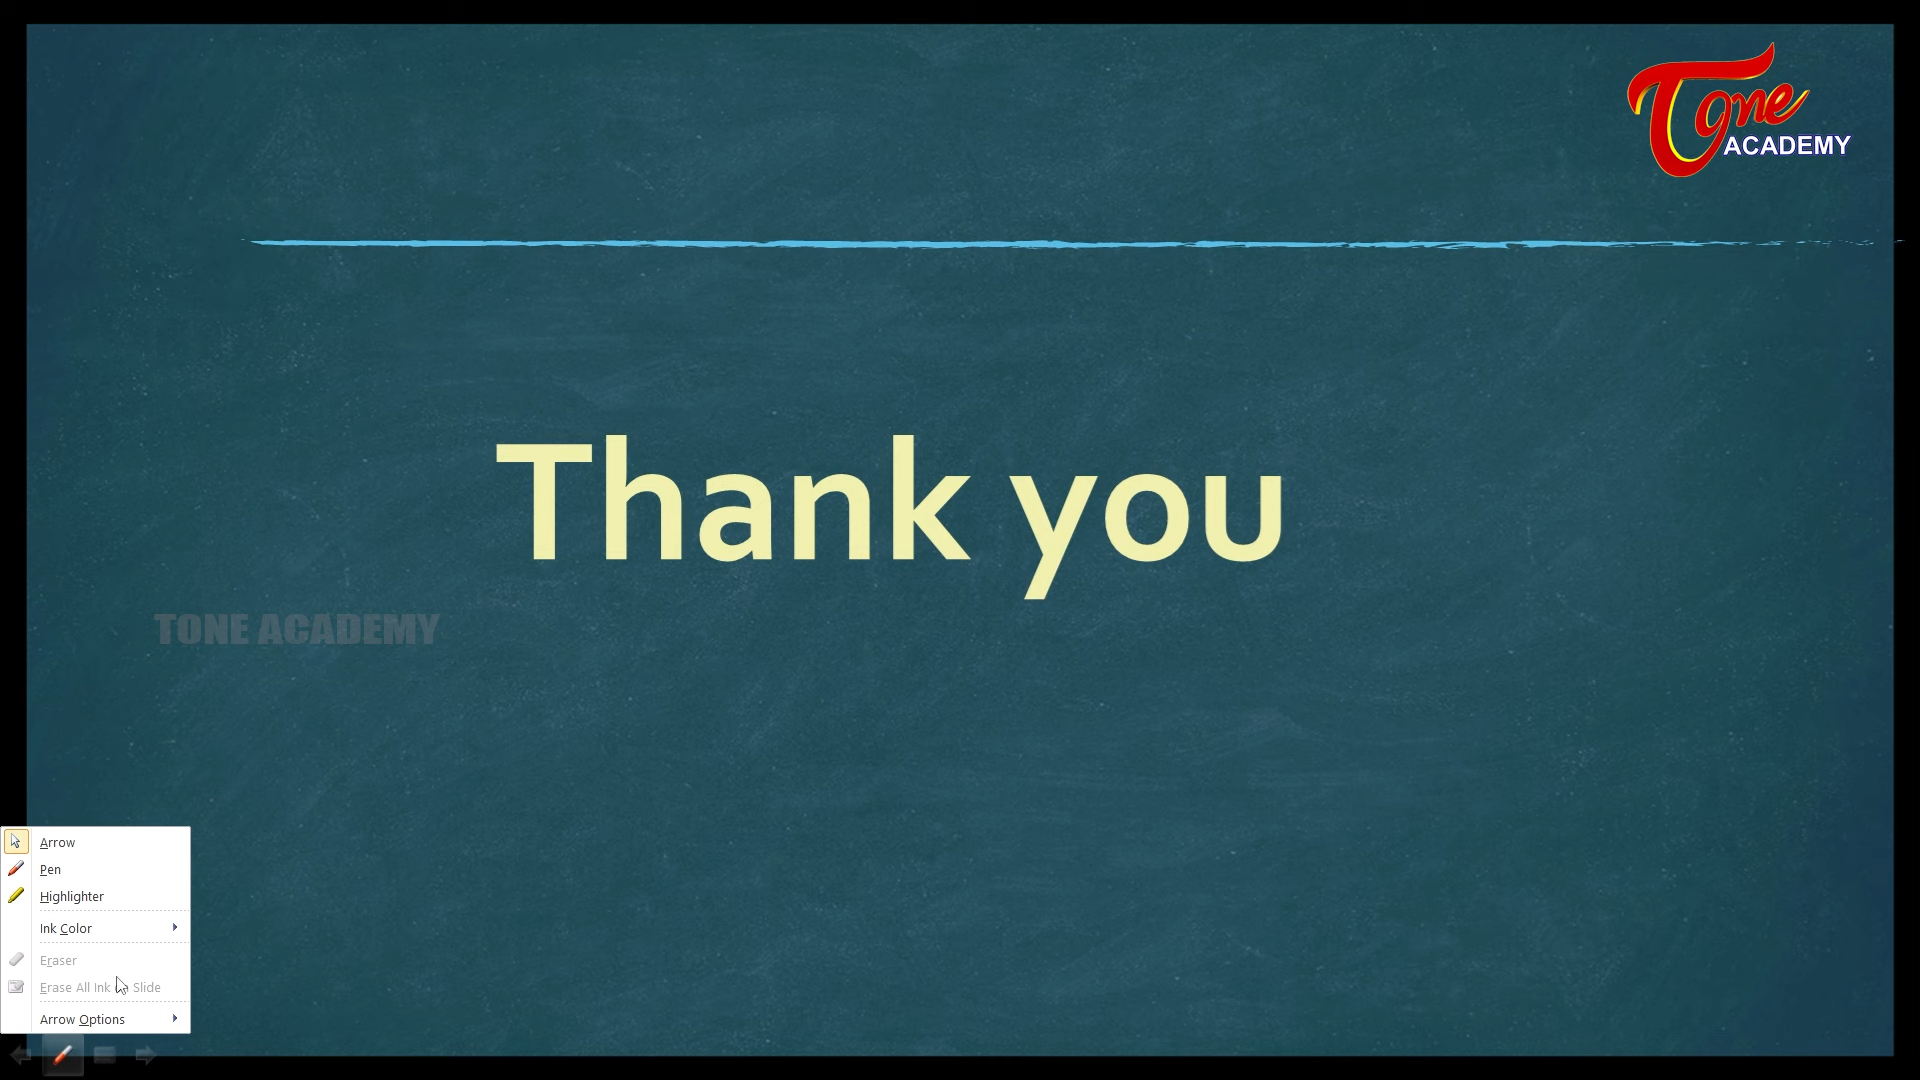 Tone
ACADEMY
Thank you
TONE ACADEMY
Arrow
Pen
Highlighter
Ink Color
Eraser
Erase All Ink Slide
Arrow Options